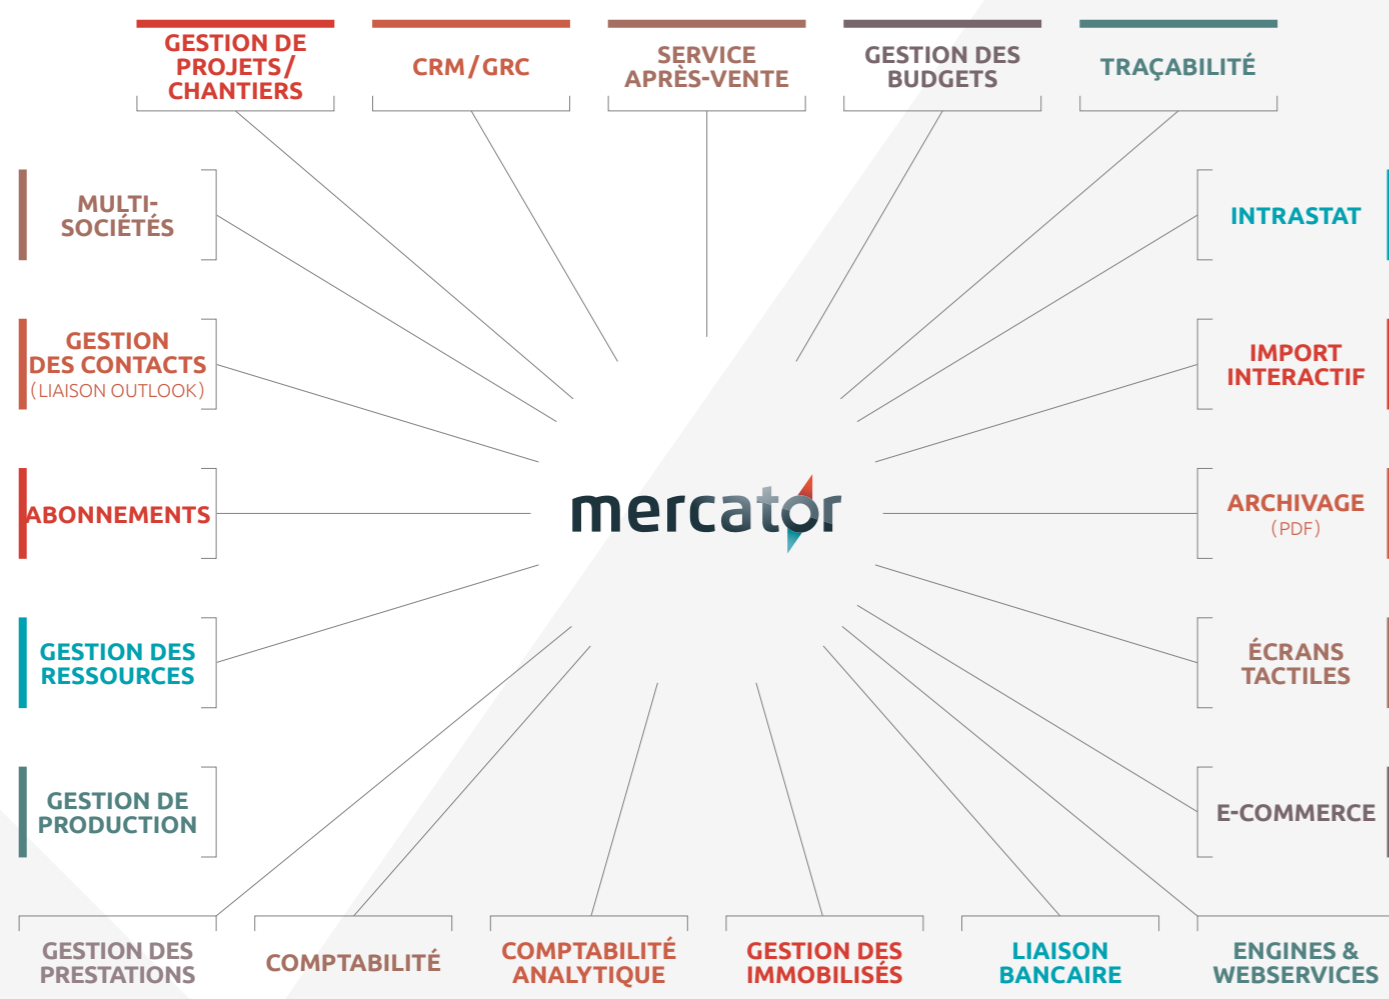 GESTION DE
PROJETS/
CHANTIERS
CRM/GRC
SERVICE
APRÈS-VENTE
GESTION DES
BUDGETS
TRAÇABILITÉ
MULTI-
SOCIÉTÉS
INTRASTAT
GESTION
DES CONTACTS
(LIAISON OUTLOOK)
IMPORT
INTERACTIF
ABONNEMENTS
mercator
ARCHIVAGE
(PDF)
GESTION DES
RESSOURCES
ÉCRANS
TACTILES
GESTION DE
PRODUCTION
E-COMMERCE
GESTION DES
PRESTATIONS
COMPTABILITÉ
COMPTABILITÉ
ANALYTIQUE
GESTION DES
IMMOBILISÉS
LIAISON
BANCAIRE
ENGINES &
WEBSERVICES